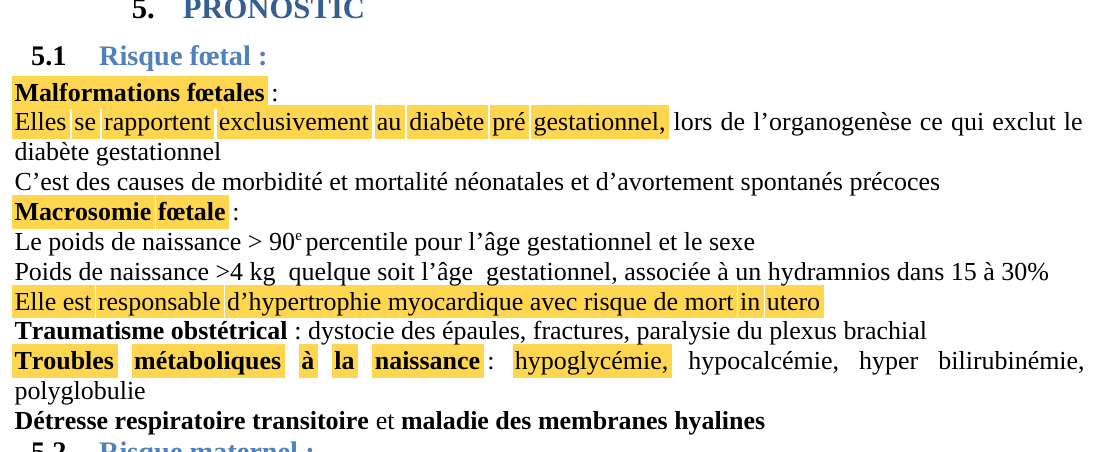 5. PRONOSTIC
5.1 Risque fœtal :
Malformations fœtales :
Elles se rapportent exclusivement au diabète pré gestationnel, lors de l’organogenèse ce qui exclut le
diabète gestationnel
C’est des causes de morbidité et mortalité néonatales et d’avortement spontanés précoces
Macrosomie fœtale :
Le poids de naissance > 90e percentile pour l’âge gestationnel et le sexe
Poids de naissance >4 kg quelque soit l’âge gestationnel, associée à un hydramnios dans 15 à 30%
Elle est responsable d’hypertrophie myocardique avec risque de mort in utero
Traumatisme obstétrical : dystocie des épaules, fractures, paralysie du plexus brachial
Troubles métaboliques à la naissance : hypoglycémie, hypocalcémie, hyper bilirubinémie,
polyglobulie
Détresse respiratoire transitoire et maladie des membranes hyalines
5.2 Risque maternel :